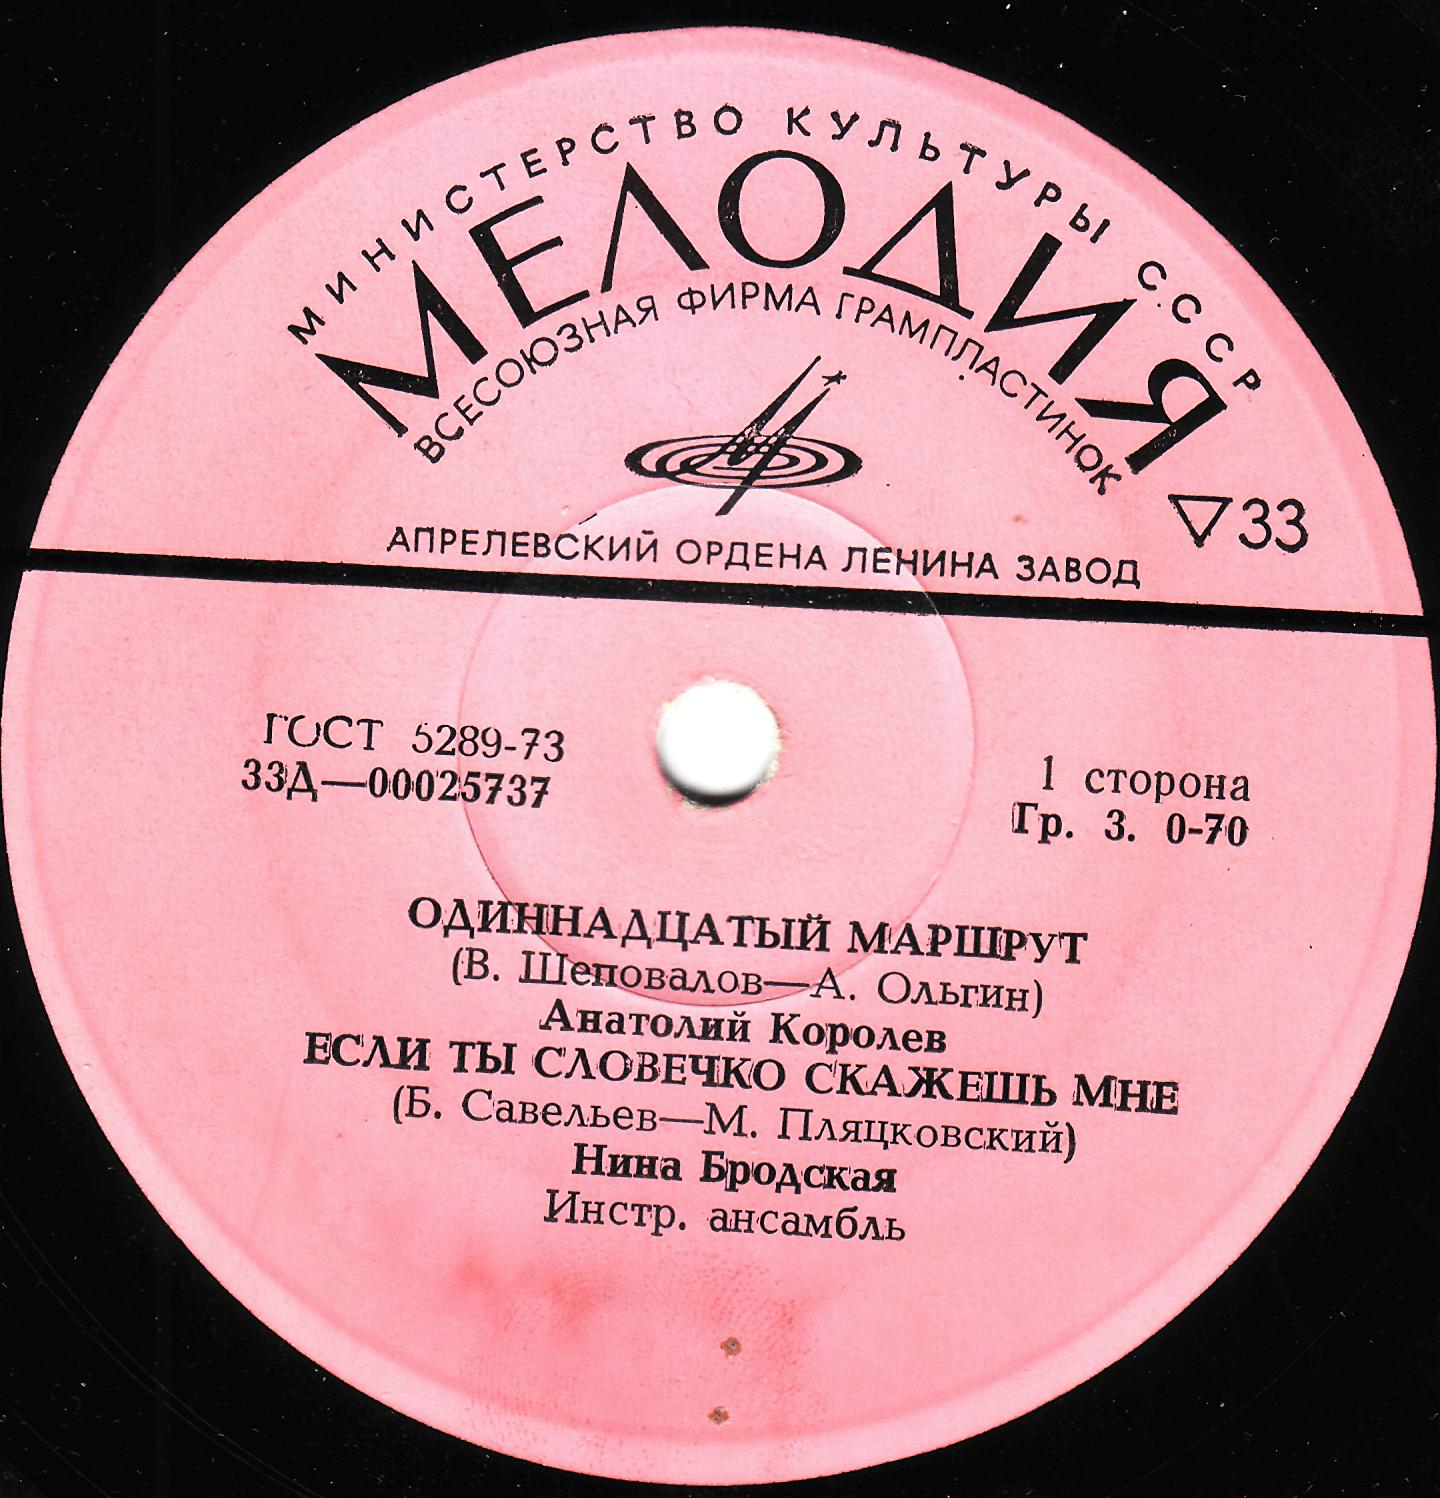 МИНИСТЕРСТВО КУЛЬТУРЫ СССР
МЕЛОДИЯ
ВСЕСОЮЗНАЯ ФИРМА ГРАМПЛАСТИНОК
▽33
АПРЕЛЕВСКИЙ ОРДЕНА ЛЕНИНА ЗАВОД
ГОСТ 5289-73
33Д—00025737
1 сторона
Гр. 3. 0-70
ОДИННАДЦАТЫЙ МАРШРУТ
(В. Шеповалов—А. Ольгин)
Анатолий Королев
ЕСЛИ ТЫ СЛОВЕЧКО СКАЖЕШЬ МНЕ
(Б. Савельев—М. Пляцковский)
Нина Бродская
Инстр. ансамбль